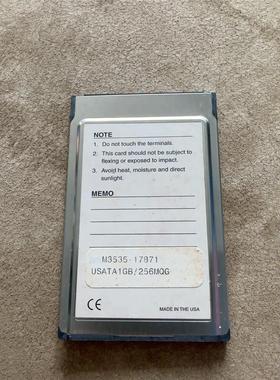 NOTE
1. Do not touch the terminals.
2. This card should not be subject to
flexing or exposed to impact.
3. Avoid heat, moisture and direct
sunlight.
MEMO
M3535-17871
USATA1GB/256MQG
CE
MADE IN THE USA